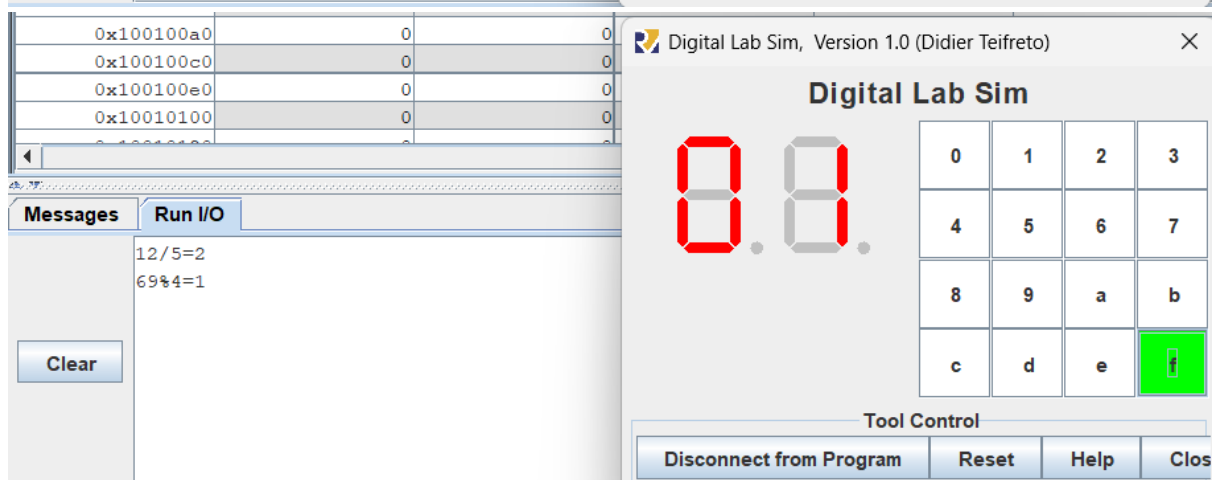 0x100100a0 0 0
0x100100c0 0 0
0x100100e0 0 0
0x10010100 0 0
Messages Run I/O
12/5=2
69%4=1
Clear
Digital Lab Sim, Version 1.0 (Didier Teifreto)
Digital Lab Sim
01
0 1 2 3
4 5 6 7
8 9 a b
c d e f
Tool Control
Disconnect from Program Reset Help Clos